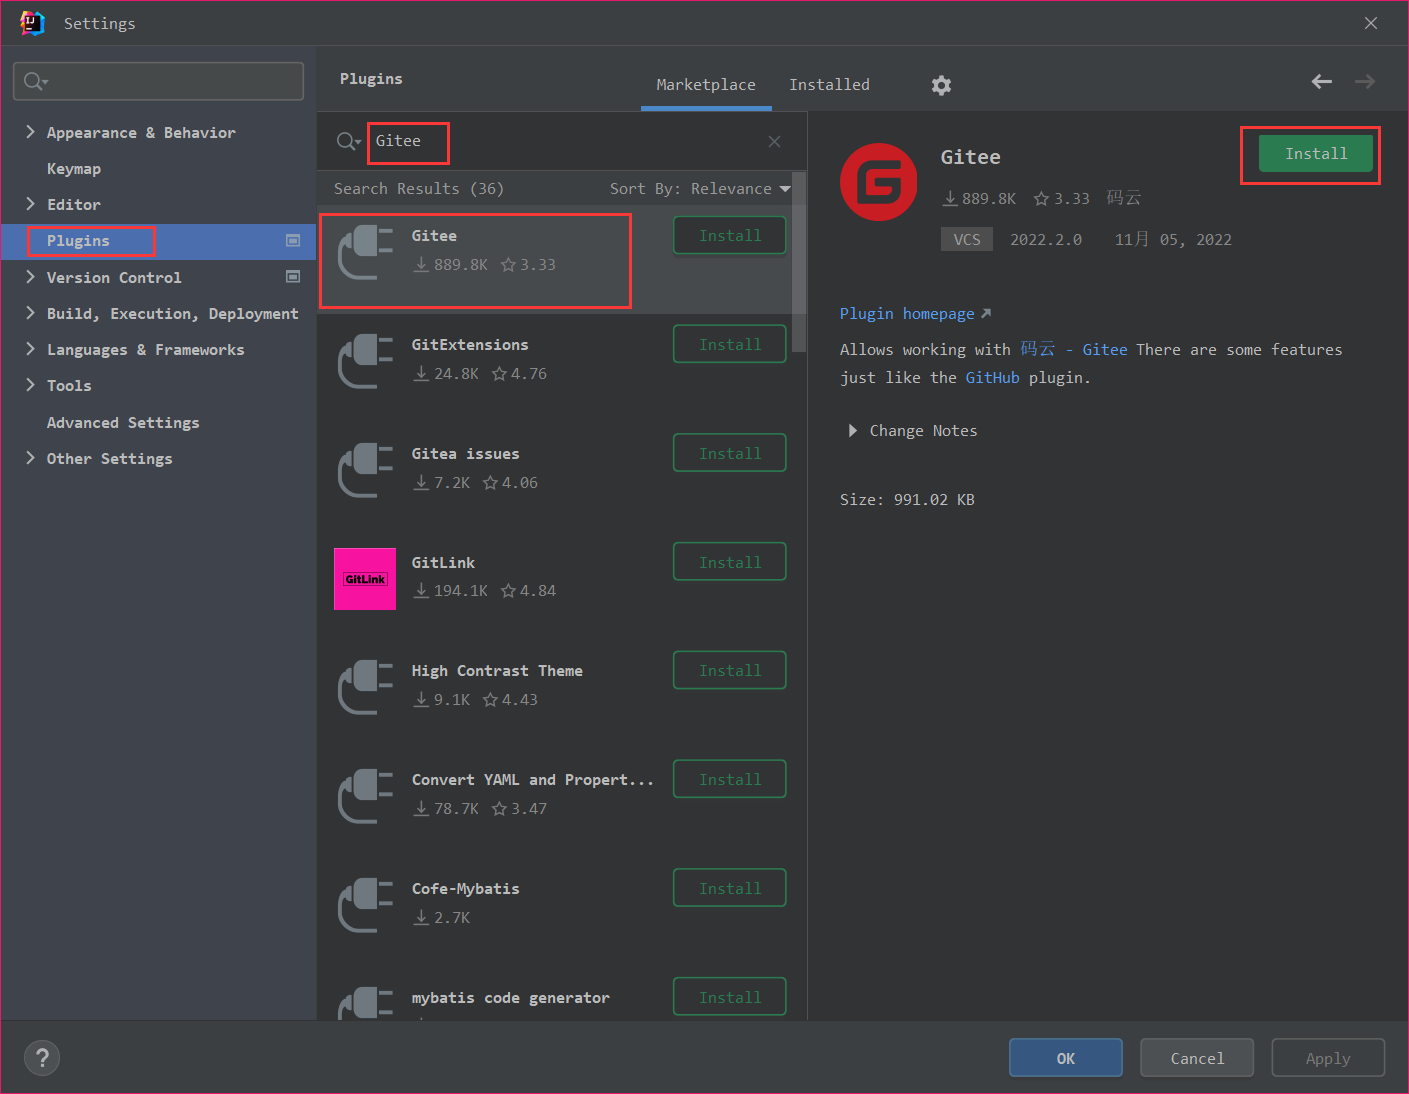 Settings
Appearance & Behavior
Keymap
Editor
Plugins
Version Control
Build, Execution, Deployment
Languages & Frameworks
Tools
Advanced Settings
Other Settings
Plugins
Marketplace
Installed
Gitee
Search Results (36)
Sort By: Relevance
Gitee
Install
889.8K 3.33
GitExtensions
Install
24.8K 4.76
Gitea issues
Install
7.2K 4.06
GitLink
GitLink
Install
194.1K 4.84
High Contrast Theme
Install
9.1K 4.43
Convert YAML and Propert...
Install
78.7K 3.47
Cofe-Mybatis
Install
2.7K
mybatis code generator
Install
Gitee
Install
889.8K 3.33 码云
VCS 2022.2.0 11月 05, 2022
Plugin homepage
Allows working with 码云 - Gitee There are some features
just like the GitHub plugin.
Change Notes
Size: 991.02 KB
?
OK
Cancel
Apply